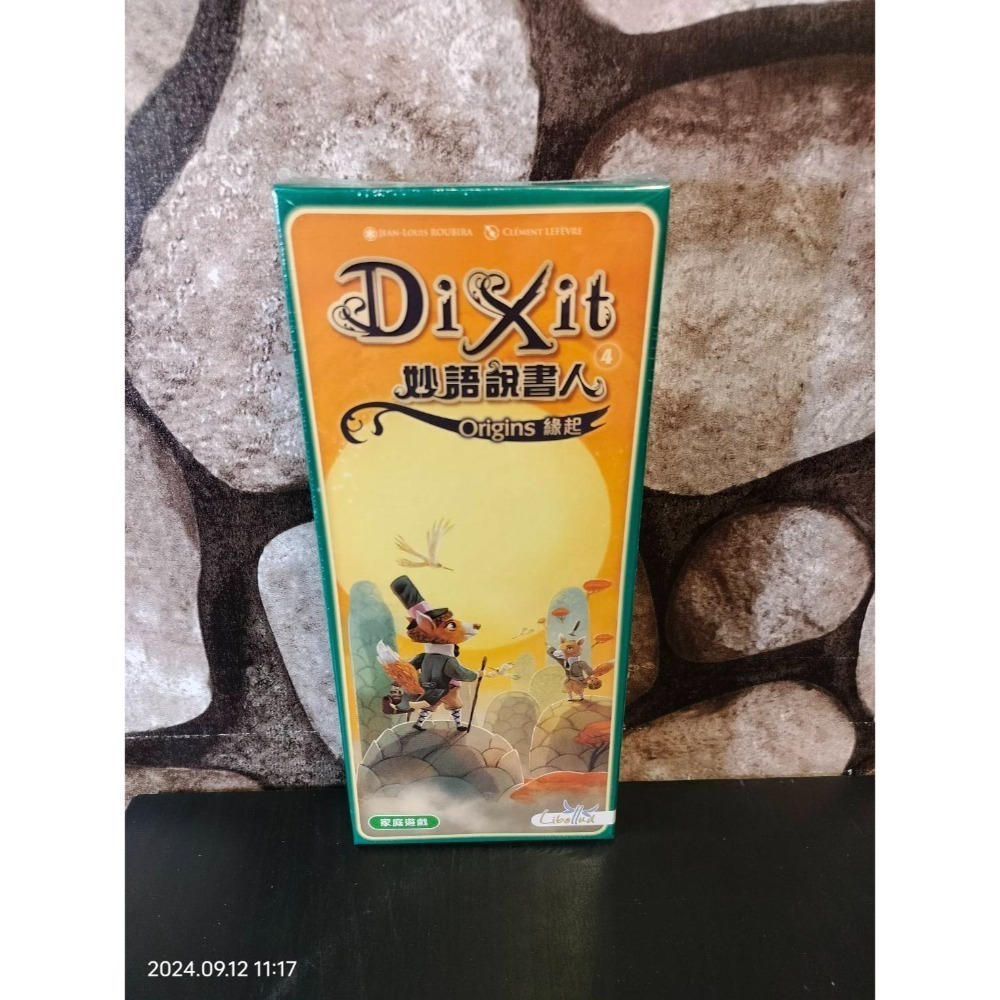 JEAN-LOUIS ROUBIRA CLÉMENT LEFÈVRE
DiXit
4
妙語說書人
Origins 緣起
家庭遊戲
Libellud
2024.09.12 11:17